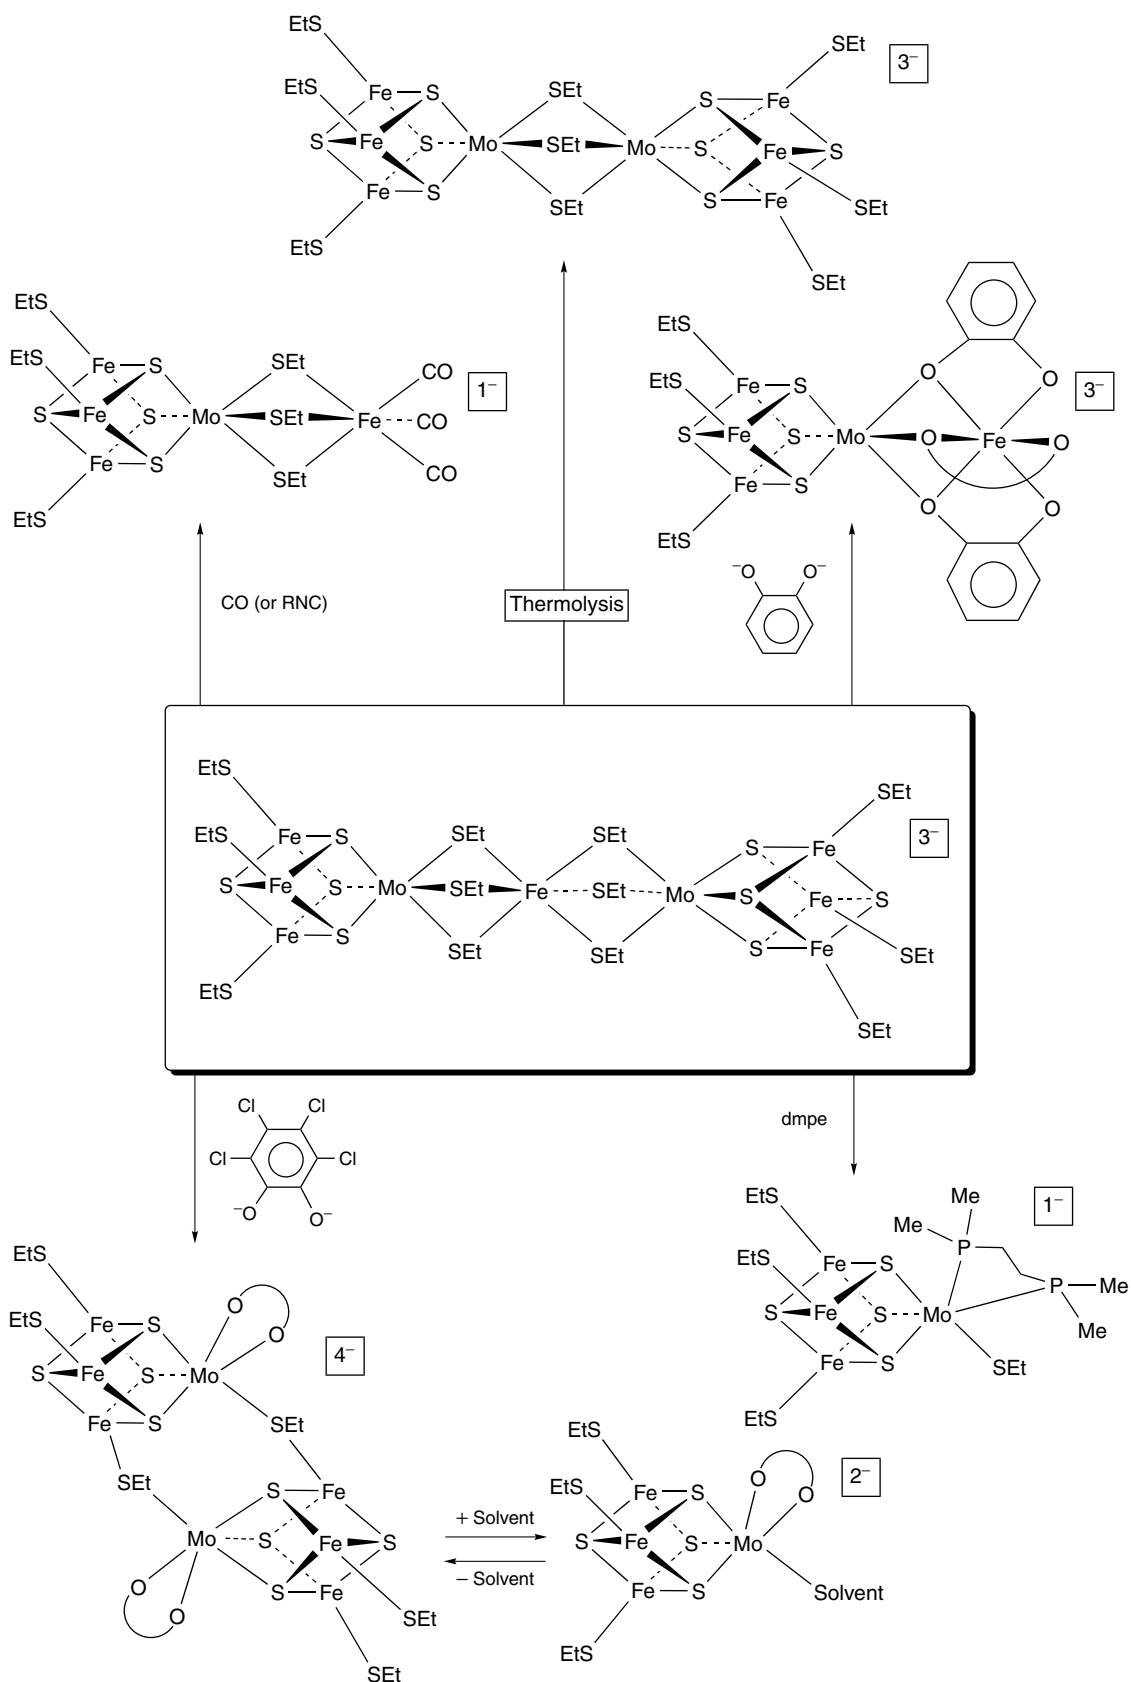 EtS
SEt
3⁻
EtS
Fe S
SEt
S Fe
S Fe S Mo SEt Mo S Fe S
Fe S
SEt
S Fe
SEt
EtS
SEt
EtS
EtS
Fe S
SEt
CO
1⁻
S Fe S Mo SEt Fe CO
Fe S
SEt
CO
EtS
EtS
EtS
Fe S
O O
3⁻
S Fe S Mo O Fe O
Fe S
O O
EtS
CO (or RNC)
Thermolysis
⁻O O⁻
EtS
SEt
3⁻
EtS
Fe S
SEt SEt
S Fe
S Fe S Mo SEt Fe SEt Mo S Fe S
Fe S
SEt SEt
S Fe
SEt
EtS
SEt
Cl Cl
Cl Cl
⁻O O⁻
dmpe
EtS
EtS
Fe S
O
O
4⁻
S Fe S Mo
Fe S
SEt
SEt
S Fe
Mo S Fe S
S Fe
O
O
SEt
SEt
+ Solvent
− Solvent
EtS
Me
1⁻
Me
P
EtS
Fe S
P Me
S Fe S Mo
Me
Fe S
SEt
EtS
EtS
2⁻
EtS
Fe S
O
O
S Fe S Mo
Fe S
Solvent
EtS